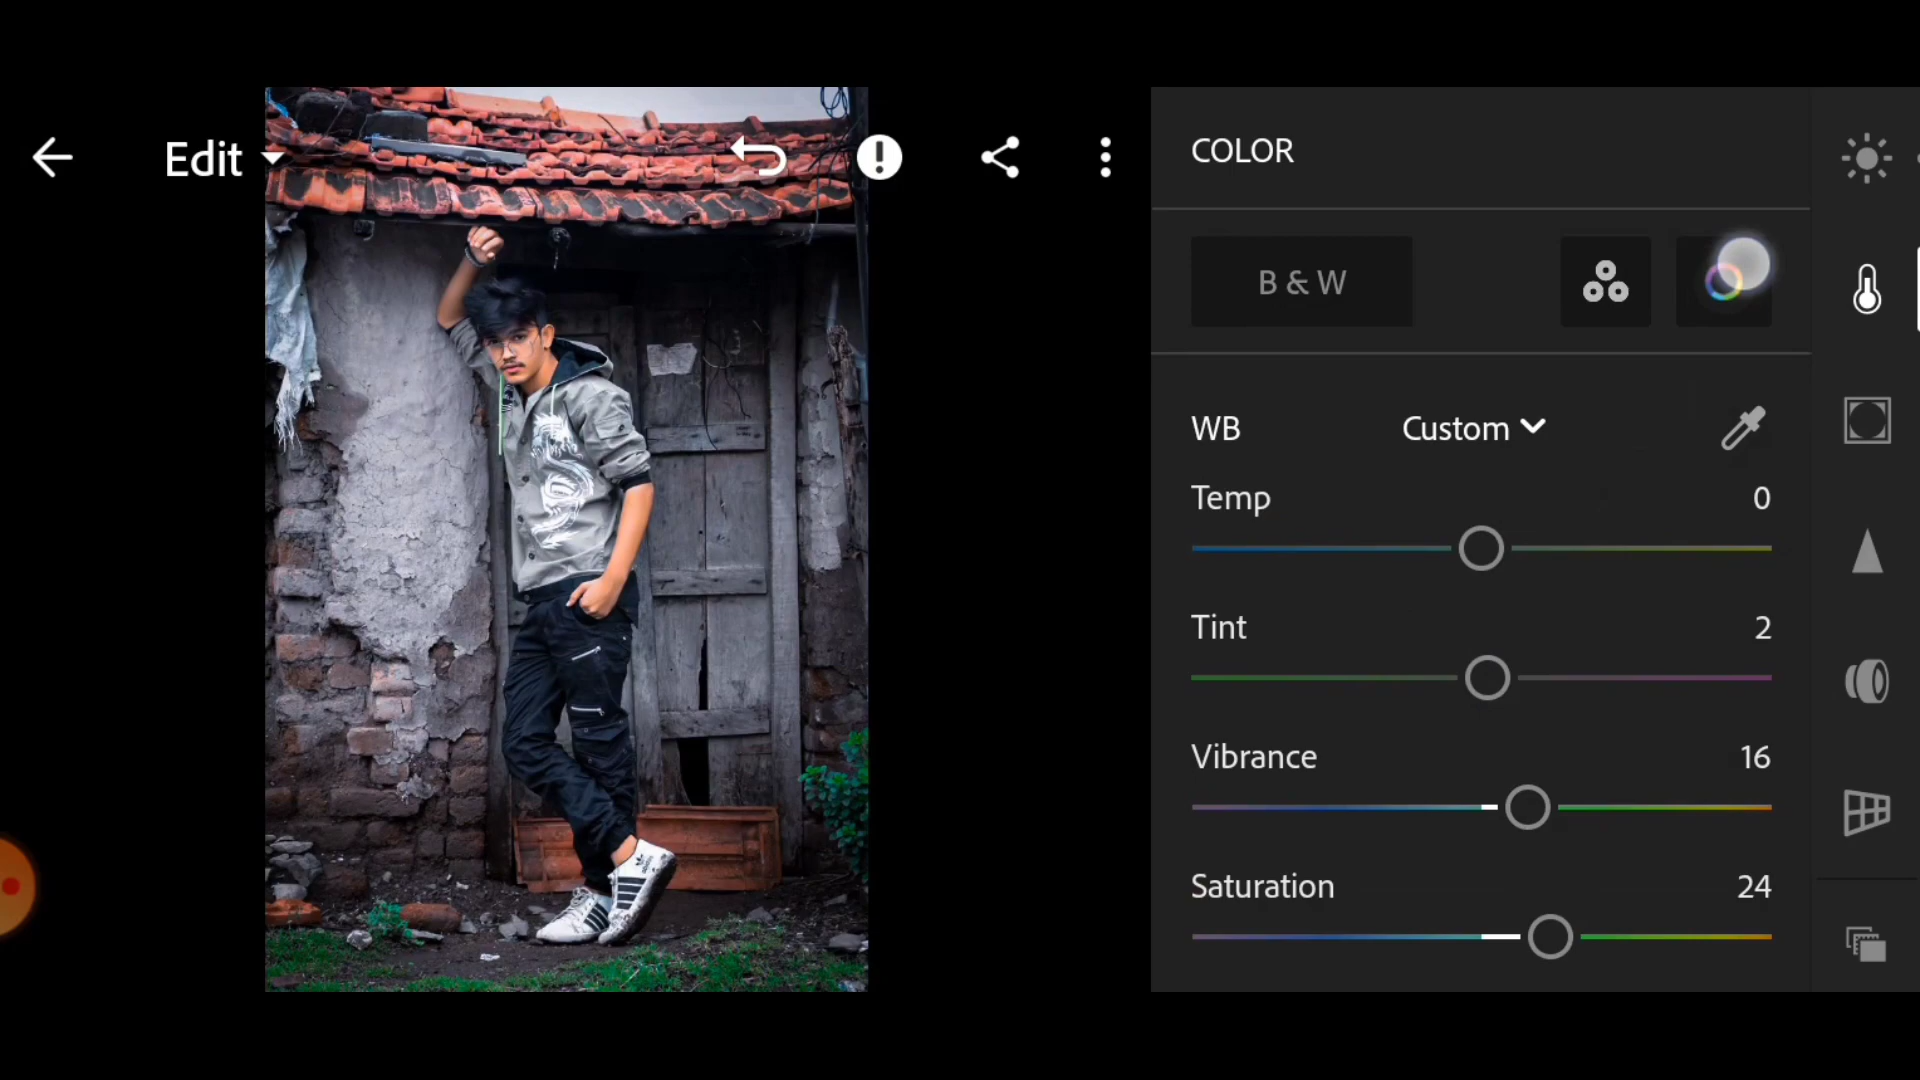 Edit
COLOR
B & W
WB Custom
Temp 0
Tint 2
Vibrance 16
Saturation 24